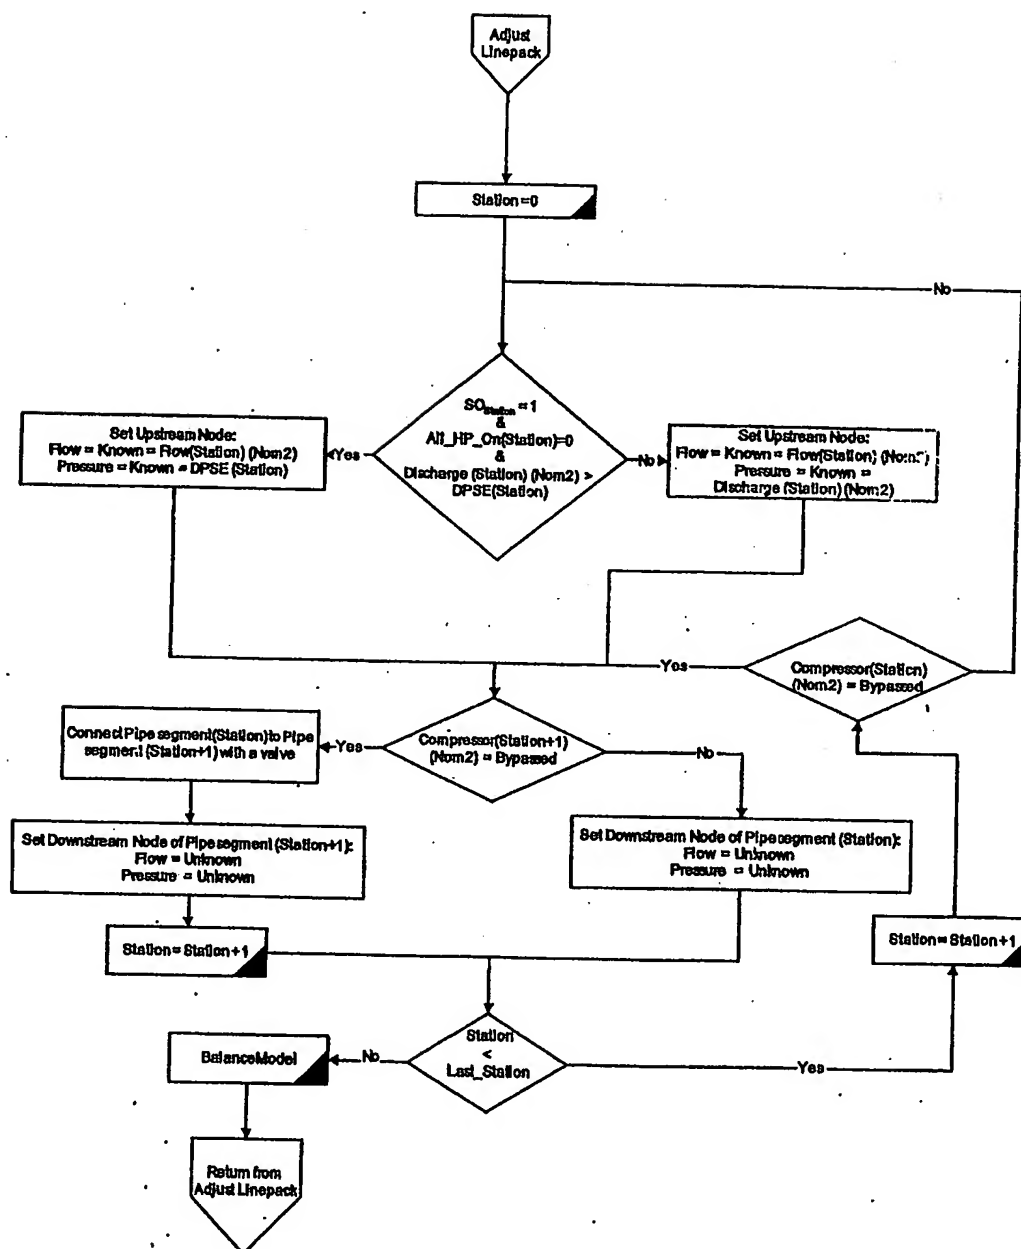 Adjust
Linepack
Station=0
No
SO Station = 1
&
Alt_HP_On(Station)=0
&
Discharge (Station) (Nom2) >
DPSE(Station)
Yes
No
Set Upstream Node:
Flow = Known = Flow(Station) (Nom2)
Pressure = Known = DPSE (Station)
Set Upstream Node:
Flow = Known = Flow(Station) (Nom2)
Pressure = Known =
Discharge (Station) (Nom2)
Yes
Compressor(Station)
(Nom2) = Bypassed
Connect Pipe segment(Station)to Pipe
segment (Station+1) with a valve
Yes
Compressor(Station+1)
(Nom2) = Bypassed
No
Set Downstream Node of Pipe segment (Station+1):
Flow = Unknown
Pressure = Unknown
Set Downstream Node of Pipe segment (Station):
Flow = Unknown
Pressure = Unknown
Station= Station+1
Station= Station+1
Station
<
Last_Station
No
Yes
BalanceModel
Return from
Adjust Linepack